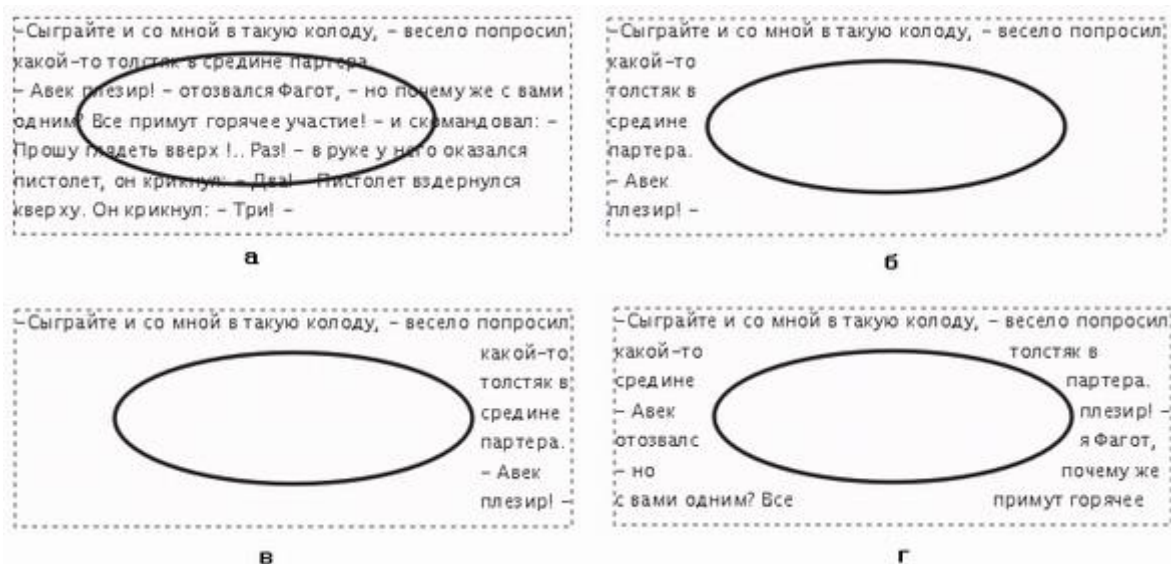 –Сыграйте и со мной в такую колоду, – весело попросил
какой–то толстяк в средине партера.
– Авек плезир! – отозвался Фагот, – но почему же с вами
одним? Все примут горячее участие! – и скомандовал: –
Прошу глядеть вверх !.. Раз! – в руке у него оказался
пистолет, он крикнул: – Два! – Пистолет вздернулся
кверху. Он крикнул: – Три! –
а
–Сыграйте и со мной в такую колоду, – весело попросил
какой–то
толстяк в
средине
партера.
– Авек
плезир! –
б
–Сыграйте и со мной в такую колоду, – весело попросил
какой–то
толстяк в
средине
партера.
– Авек
плезир! –
в
–Сыграйте и со мной в такую колоду, – весело попросил
какой–то толстяк в
средине партера.
– Авек плезир! –
отозвалс я Фагот,
– но почему же
с вами одним? Все примут горячее
г